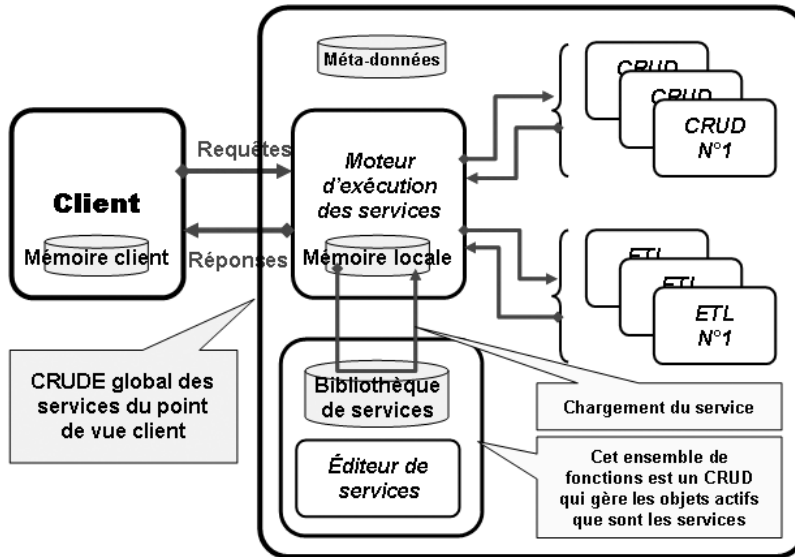 Méta-données
CRUD
CRUD
CRUD
N°1
Requêtes
Moteur
d'exécution
des services
Client
Mémoire client
Réponses
Mémoire locale
ETL
ETL
ETL
N°1
CRUDE global des
services du point
de vue client
Bibliothèque
de services
Chargement du service
Éditeur de
services
Cet ensemble de
fonctions est un CRUD
qui gère les objets actifs
que sont les services